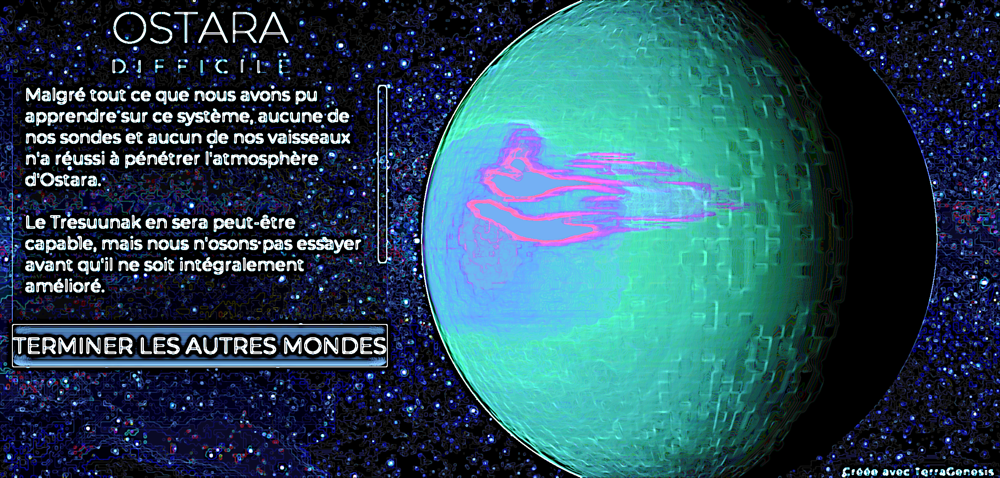 OSTARA
DIFFICILE
Malgré tout ce que nous avons pu
apprendre sur ce système, aucune de
nos sondes et aucun de nos vaisseaux
n'a réussi à pénétrer l'atmosphère
d'Ostara.
Le Tresuunak en sera peut-être
capable, mais nous n'osons pas essayer
avant qu'il ne soit intégralement
amélioré.
TERMINER LES AUTRES MONDES
Créée avec TerraGenesis